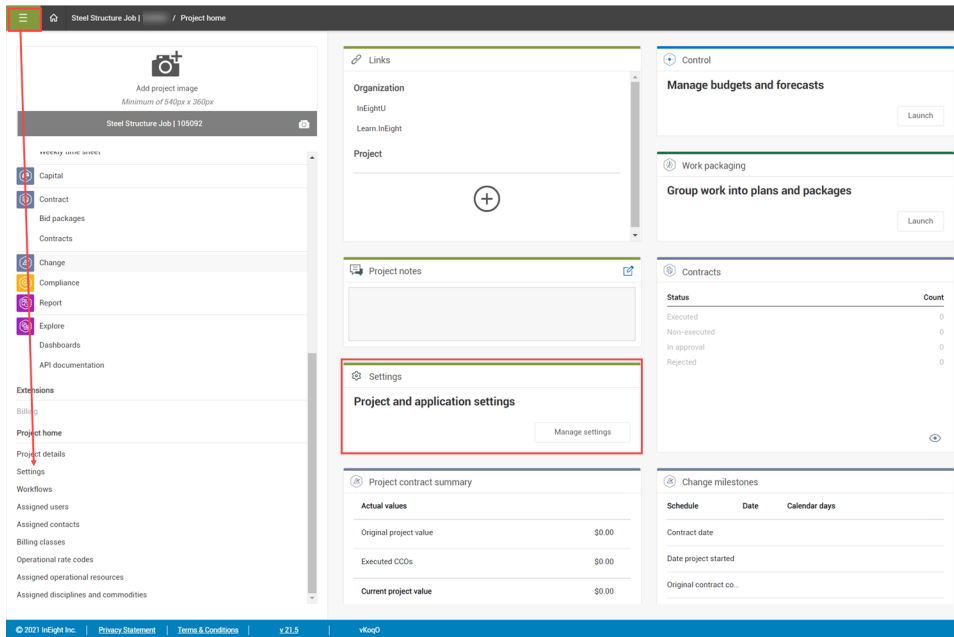 Steel Structure Job | / Project home
Add project image
Minimum of 540px x 360px
Steel Structure Job | 105092
Weekly time sheet
Capital
Contract
Bid packages
Contracts
Change
Compliance
Report
Explore
Dashboards
API documentation
Extensions
Billing
Project home
Project details
Settings
Workflows
Assigned users
Assigned contacts
Billing classes
Operational rate codes
Assigned operational resources
Assigned disciplines and commodities
Links
Organization
InEightU
Learn.InEight
Project
Project notes
Settings
Project and application settings
Manage settings
Project contract summary
Actual values
Original project value $0.00
Executed CCOs $0.00
Current project value $0.00
Control
Manage budgets and forecasts
Launch
Work packaging
Group work into plans and packages
Launch
Contracts
Status Count
Executed 0
Non-executed 0
In approval 0
Rejected 0
Change milestones
Schedule Date Calendar days
Contract date
Date project started
Original contract co...
© 2021 InEight Inc. | Privacy Statement | Terms & Conditions | v 21.5 | vKoqO